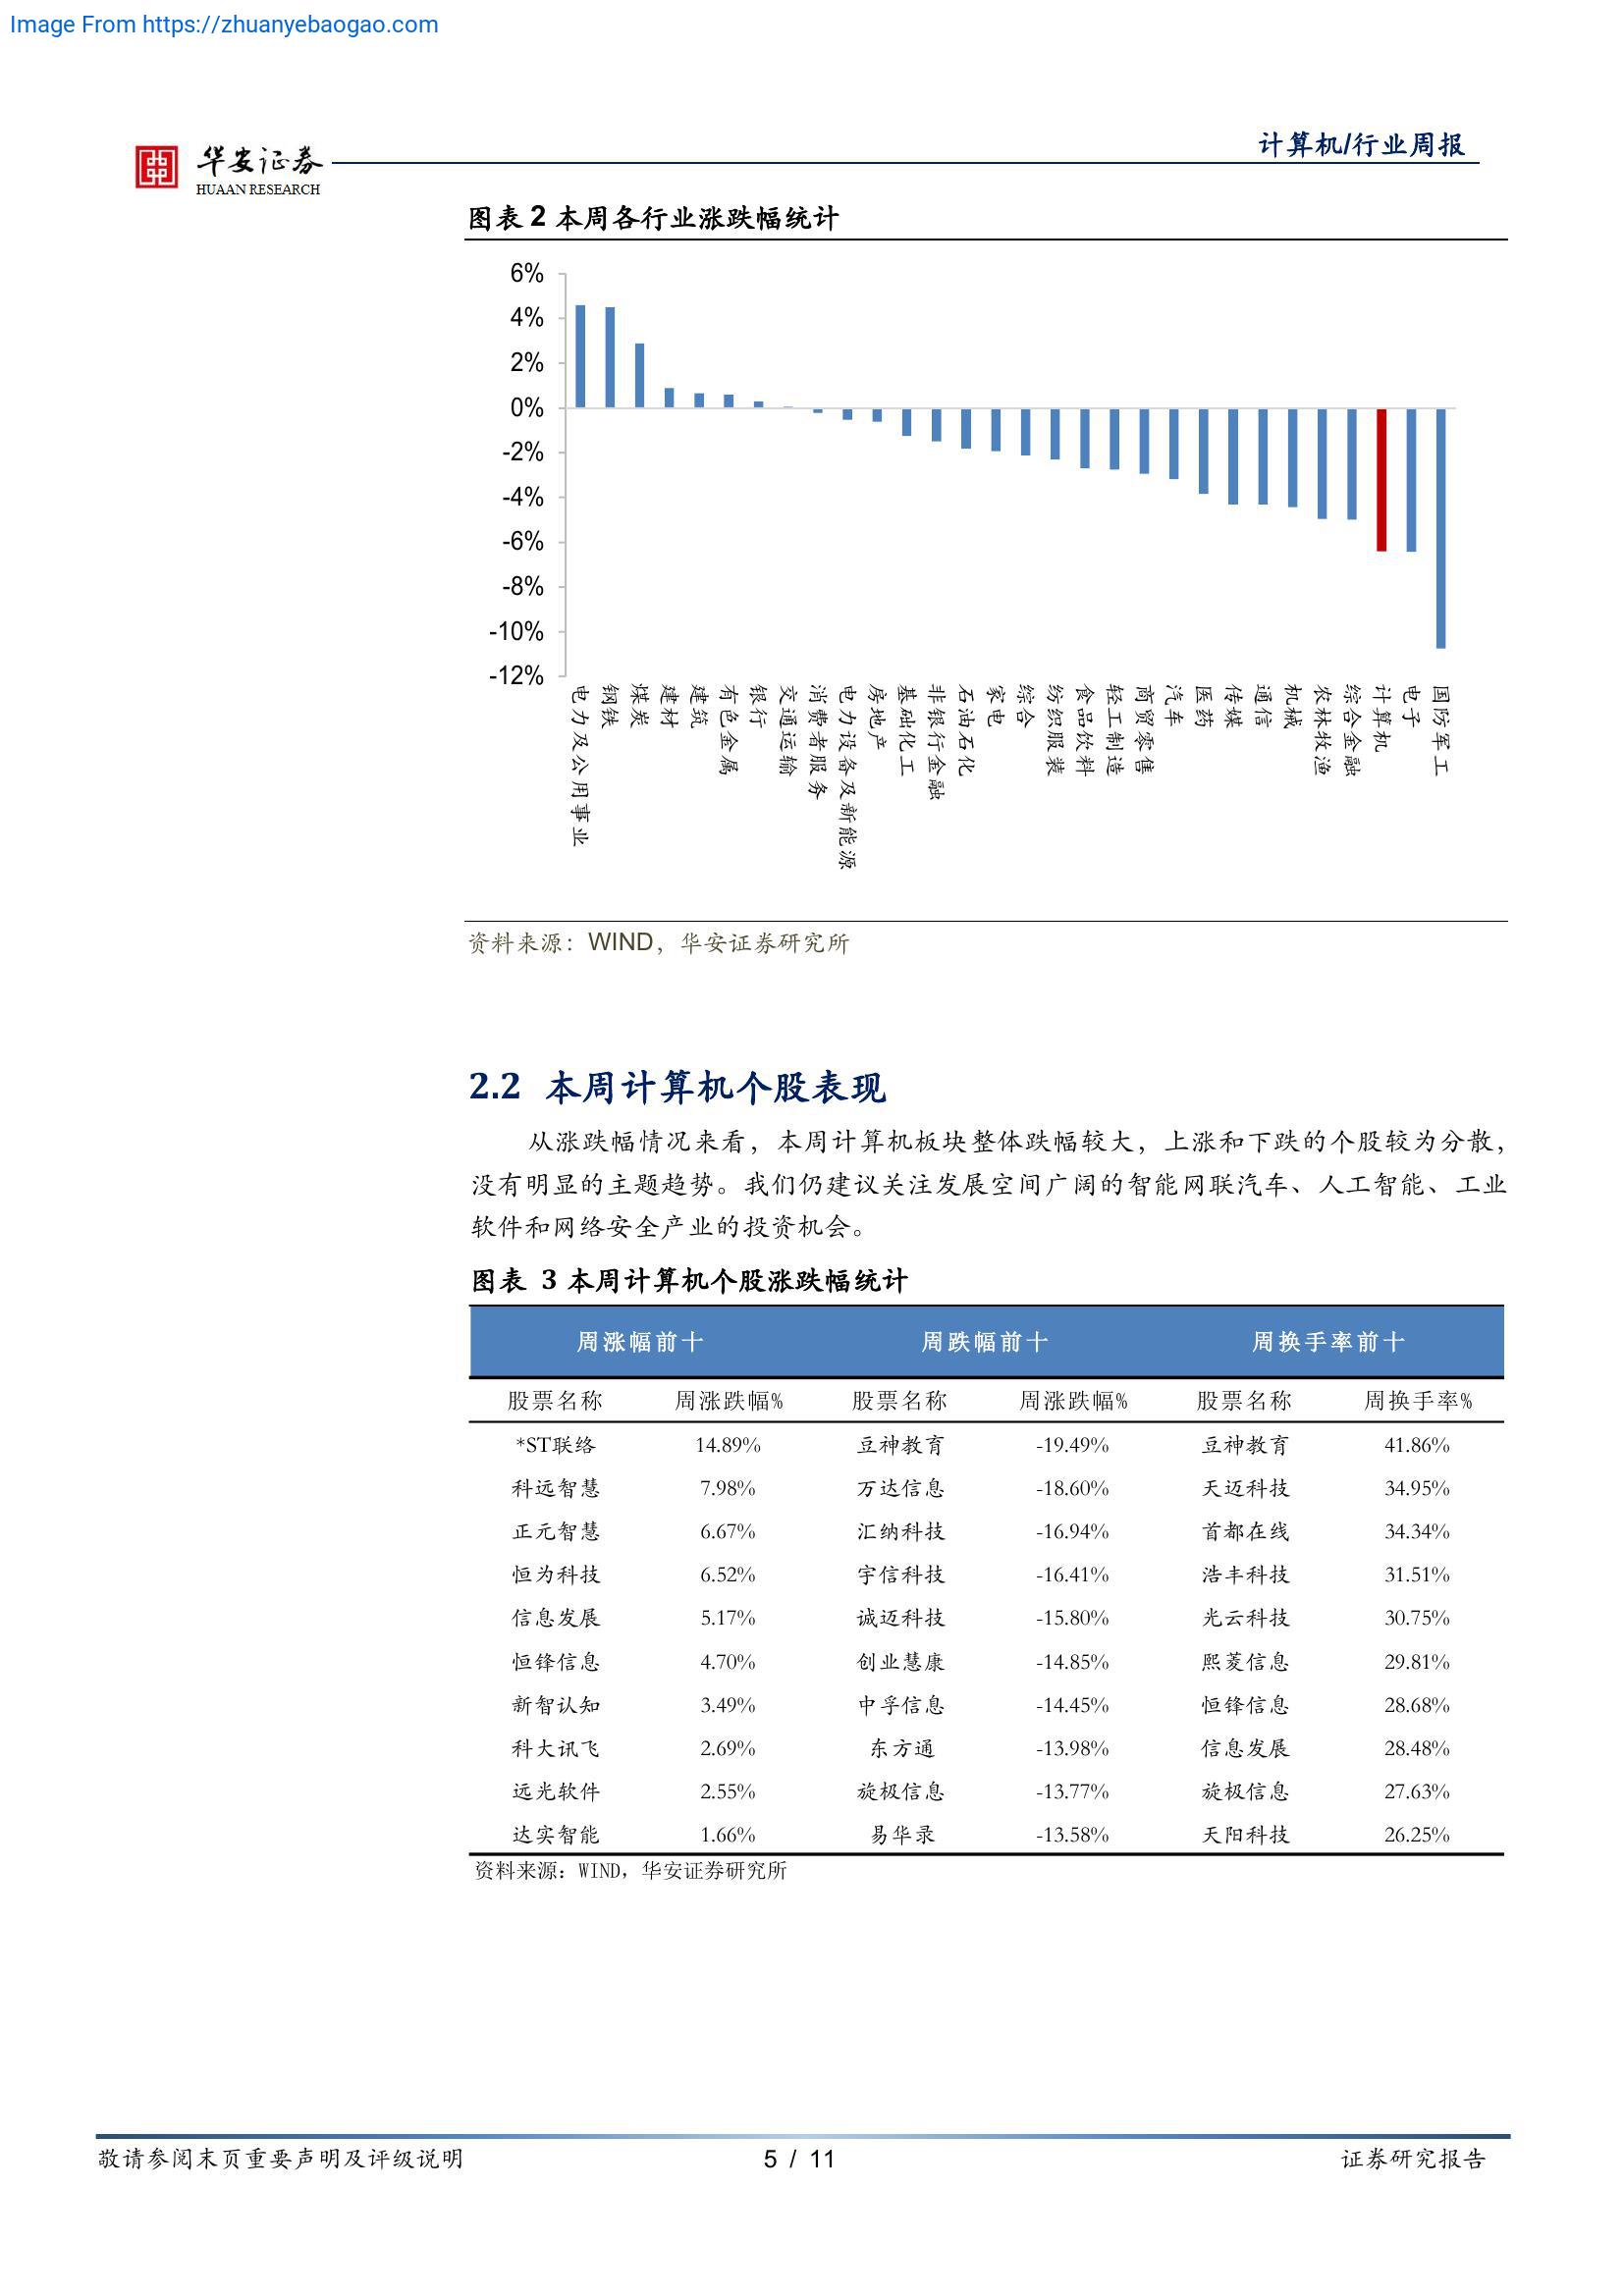 Image From https://zhuanyebaogao.com
华安证券
HUAAN RESEARCH
计算机/行业周报
图表 2 本周各行业涨跌幅统计
6%
4%
2%
0%
-2%
-4%
-6%
-8%
-10%
-12%
电力及公用事业
钢铁
煤炭
建材
建筑
有色金属
银行
交通运输
消费者服务
电力设备及新能源
房地产
基础化工
非银行金融
石油石化
家电
综合
纺织服装
食品饮料
轻工制造
商贸零售
汽车
医药
传媒
通信
机械
农林牧渔
综合金融
计算机
电子
国防军工
资料来源：WIND，华安证券研究所
2.2 本周计算机个股表现
从涨跌幅情况来看，本周计算机板块整体跌幅较大，上涨和下跌的个股较为分散，
没有明显的主题趋势。我们仍建议关注发展空间广阔的智能网联汽车、人工智能、工业
软件和网络安全产业的投资机会。
图表 3 本周计算机个股涨跌幅统计
周涨幅前十 周跌幅前十 周换手率前十
股票名称 周涨跌幅% 股票名称 周涨跌幅% 股票名称 周换手率%
*ST联络 14.89% 豆神教育 -19.49% 豆神教育 41.86%
科远智慧 7.98% 万达信息 -18.60% 天迈科技 34.95%
正元智慧 6.67% 汇纳科技 -16.94% 首都在线 34.34%
恒为科技 6.52% 宇信科技 -16.41% 浩丰科技 31.51%
信息发展 5.17% 诚迈科技 -15.80% 光云科技 30.75%
恒锋信息 4.70% 创业慧康 -14.85% 熙菱信息 29.81%
新智认知 3.49% 中孚信息 -14.45% 恒锋信息 28.68%
科大讯飞 2.69% 东方通 -13.98% 信息发展 28.48%
远光软件 2.55% 旋极信息 -13.77% 旋极信息 27.63%
达实智能 1.66% 易华录 -13.58% 天阳科技 26.25%
资料来源：WIND，华安证券研究所
敬请参阅末页重要声明及评级说明 5 / 11 证券研究报告